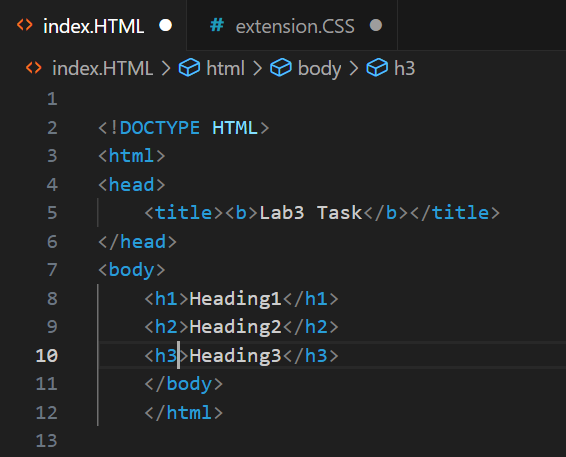 index.HTML ● # extension.CSS ●
index.HTML > html > body > h3
1
2 <!DOCTYPE HTML>
3 <html>
4 <head>
5 <title><b>Lab3 Task</b></title>
6 </head>
7 <body>
8 <h1>Heading1</h1>
9 <h2>Heading2</h2>
10 <h3>Heading3</h3>
11 </body>
12 </html>
13